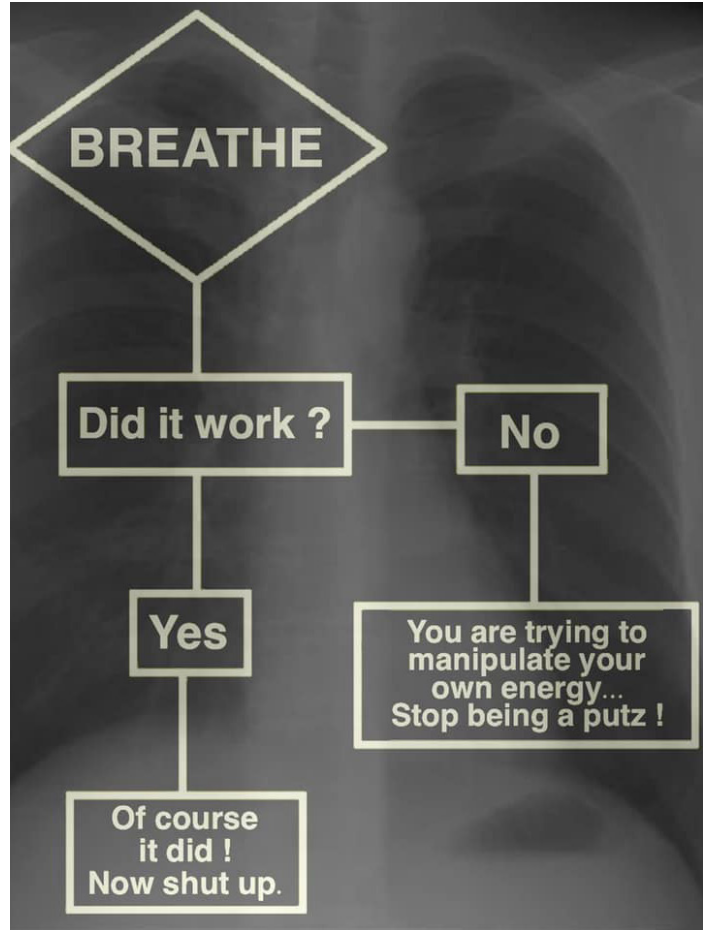 BREATHE
Did it work ?
No
Yes
You are trying to
manipulate your
own energy...
Stop being a putz !
Of course
it did !
Now shut up.